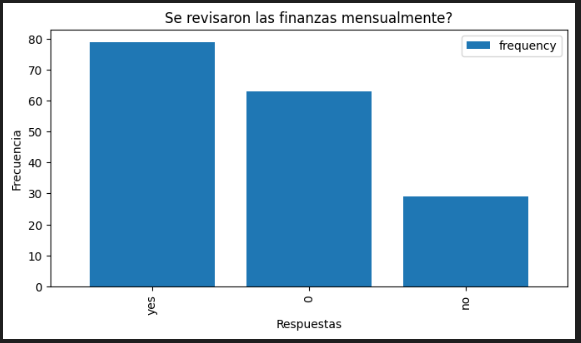 Se revisaron las finanzas mensualmente?
frequency
80
70
60
50
40
30
20
10
0
Frecuencia
yes
0
no
Respuestas